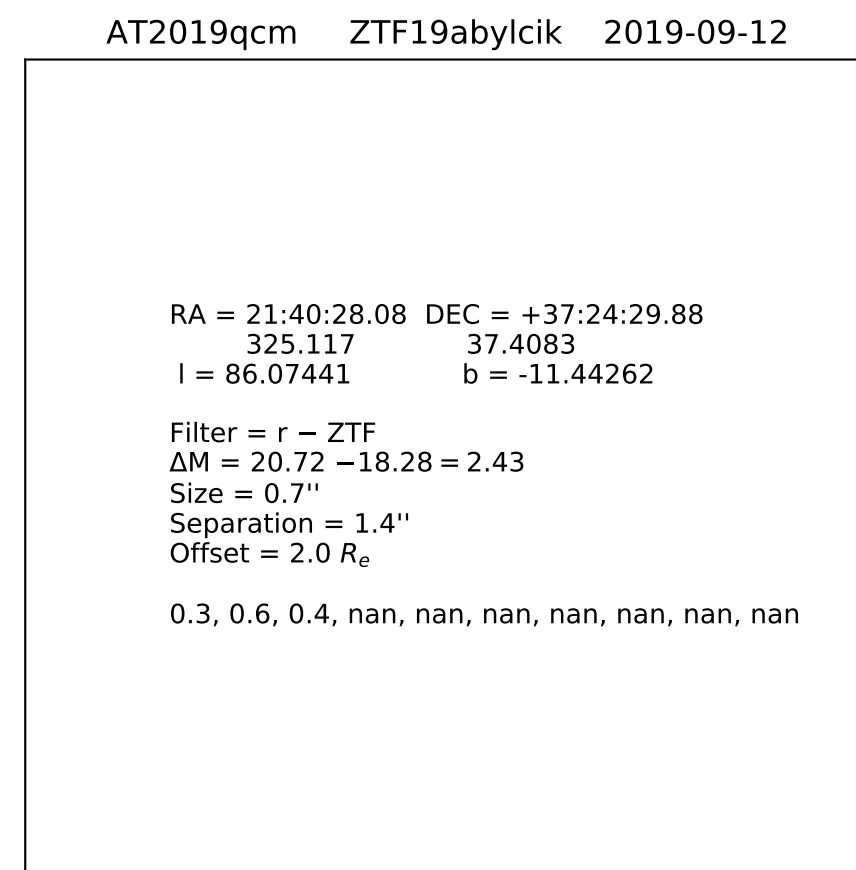 AT2019qcm ZTF19abylcik 2019-09-12
RA = 21:40:28.08 DEC = +37:24:29.88
325.117 37.4083
l = 86.07441 b = -11.44262
Filter = r − ZTF
ΔM = 20.72 −18.28 = 2.43
Size = 0.7''
Separation = 1.4''
Offset = 2.0 Re
0.3, 0.6, 0.4, nan, nan, nan, nan, nan, nan, nan